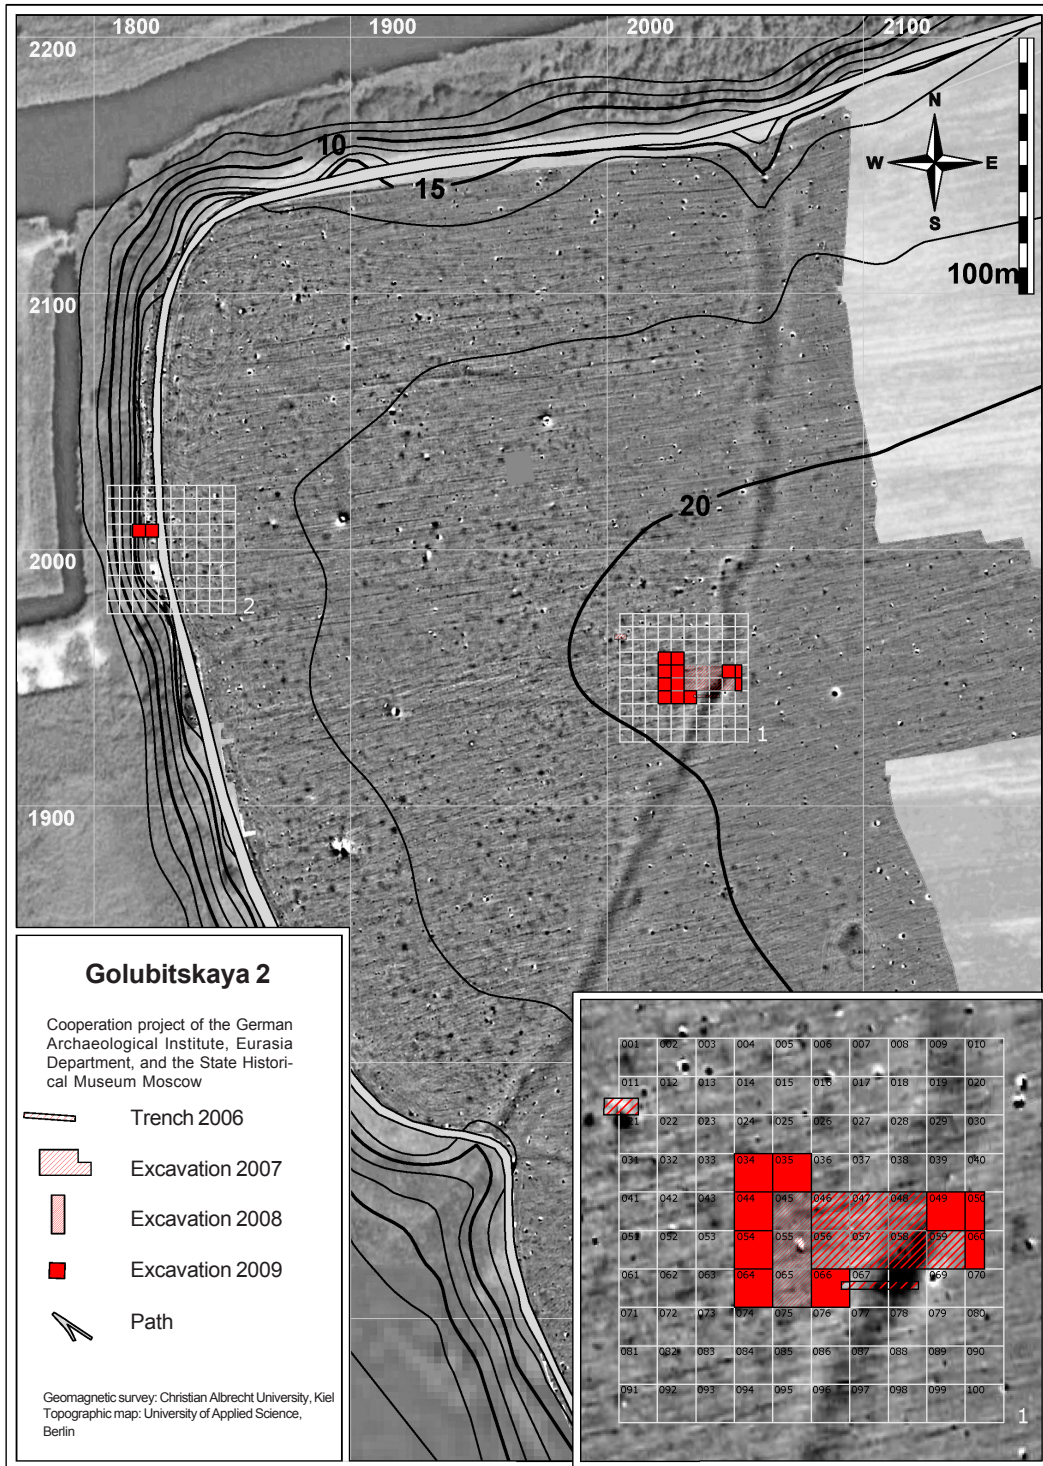 1800 1900 2000 2100
2200
N
10
W E
15
S
100m
2100
20
2000
2
1
1900
Golubitskaya 2
Cooperation project of the German
Archaeological Institute, Eurasia
Department, and the State Histori-
cal Museum Moscow
Trench 2006
Excavation 2007
Excavation 2008
Excavation 2009
Path
Geomagnetic survey: Christian Albrecht University, Kiel
Topographic map: University of Applied Science,
Berlin
001 002 003 004 005 006 007 008 009 010
011 012 013 014 015 016 017 018 019 020
021 022 023 024 025 026 027 028 029 030
031 032 033 034 035 036 037 038 039 040
041 042 043 044 045 046 047 048 049 050
051 052 053 054 055 056 057 058 059 060
061 062 063 064 065 066 067 069 070
071 072 073 074 075 076 077 078 079 080
081 082 083 084 085 086 087 088 089 090
091 092 093 094 095 096 097 098 099 100
1